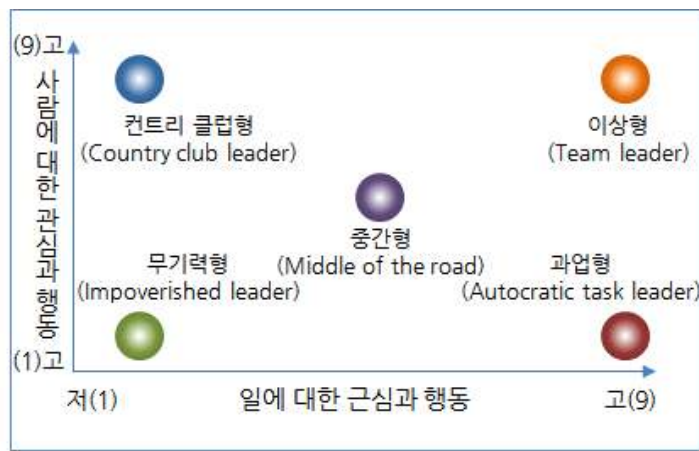 (9)고
사람에 대한 관심과 행동
컨트리 클럽형
(Country club leader)
이상형
(Team leader)
중간형
(Middle of the road)
무기력형
(Impoverished leader)
과업형
(Autocratic task leader)
(1)고
저(1)
일에 대한 근심과 행동
고(9)